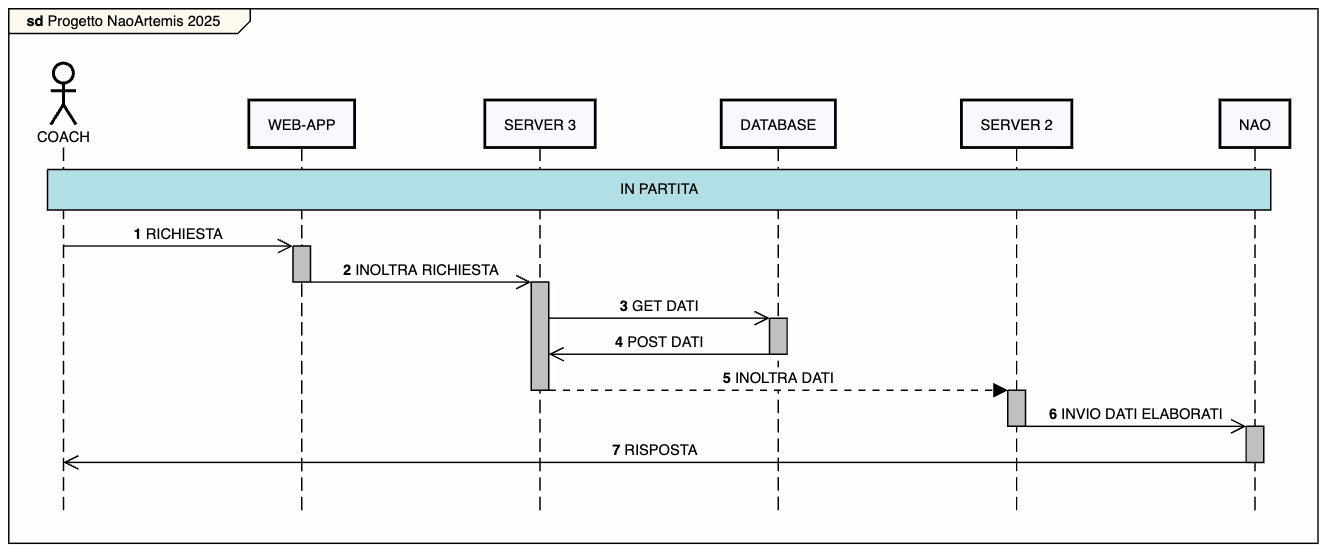 sd Progetto NaoArtemis 2025
COACH
WEB-APP
SERVER 3
DATABASE
SERVER 2
NAO
IN PARTITA
1 RICHIESTA
2 INOLTRA RICHIESTA
3 GET DATI
4 POST DATI
5 INOLTRA DATI
6 INVIO DATI ELABORATI
7 RISPOSTA